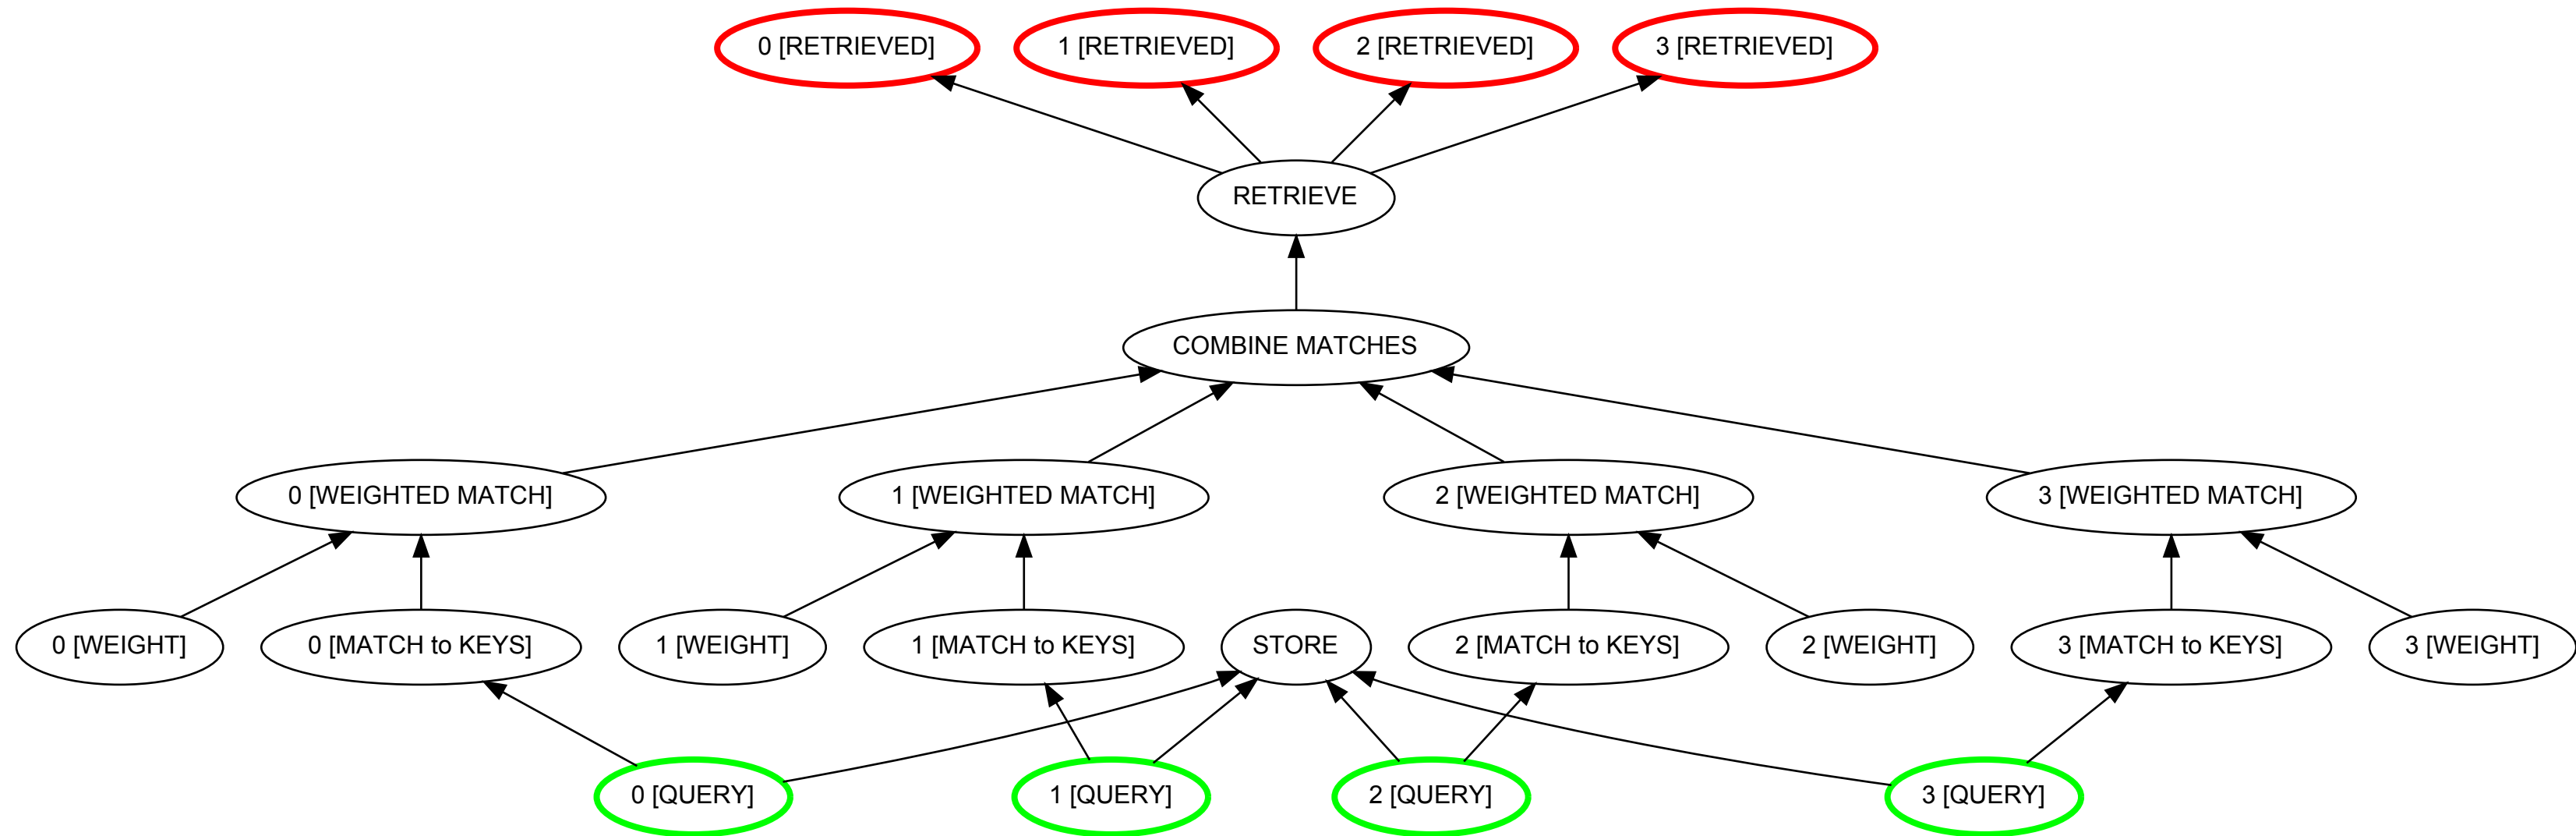 0 [RETRIEVED]
1 [RETRIEVED]
2 [RETRIEVED]
3 [RETRIEVED]
RETRIEVE
COMBINE MATCHES
0 [WEIGHTED MATCH]
1 [WEIGHTED MATCH]
2 [WEIGHTED MATCH]
3 [WEIGHTED MATCH]
0 [WEIGHT]
0 [MATCH to KEYS]
1 [WEIGHT]
1 [MATCH to KEYS]
STORE
2 [MATCH to KEYS]
2 [WEIGHT]
3 [MATCH to KEYS]
3 [WEIGHT]
0 [QUERY]
1 [QUERY]
2 [QUERY]
3 [QUERY]